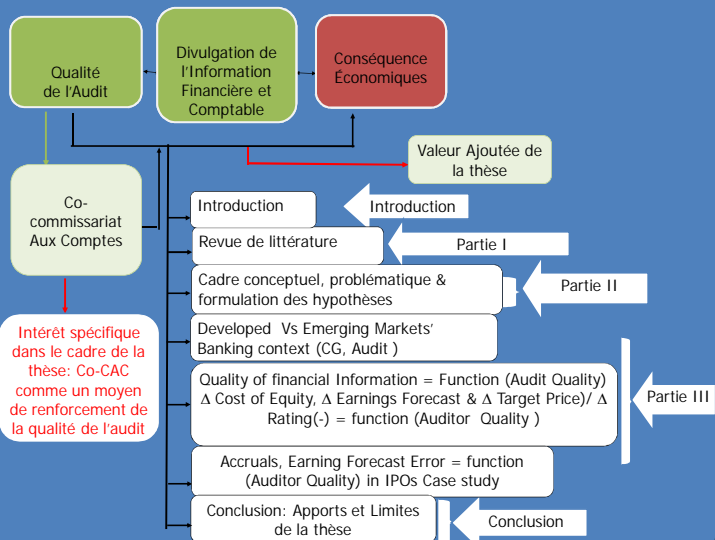 Qualité
de l'Audit
Divulgation de
l'Information
Financière et
Comptable
Conséquence
Économiques
Valeur Ajoutée de
la thèse
Co-
commissariat
Aux Comptes
Intérêt spécifique
dans le cadre de la
thèse: Co-CAC
comme un moyen
de renforcement de
la qualité de l'audit
Introduction
Introduction
Revue de littérature
Partie I
Cadre conceptuel, problématique &
formulation des hypothèses
Partie II
Developed Vs Emerging Markets'
Banking context (CG, Audit )
Quality of financial Information = Function (Audit Quality)
Δ Cost of Equity, Δ Earnings Forecast & Δ Target Price)/ Δ
Rating(-) = function (Auditor Quality )
Partie III
Accruals, Earning Forecast Error = function
(Auditor Quality) in IPOs Case study
Conclusion: Apports et Limites
de la thèse
Conclusion